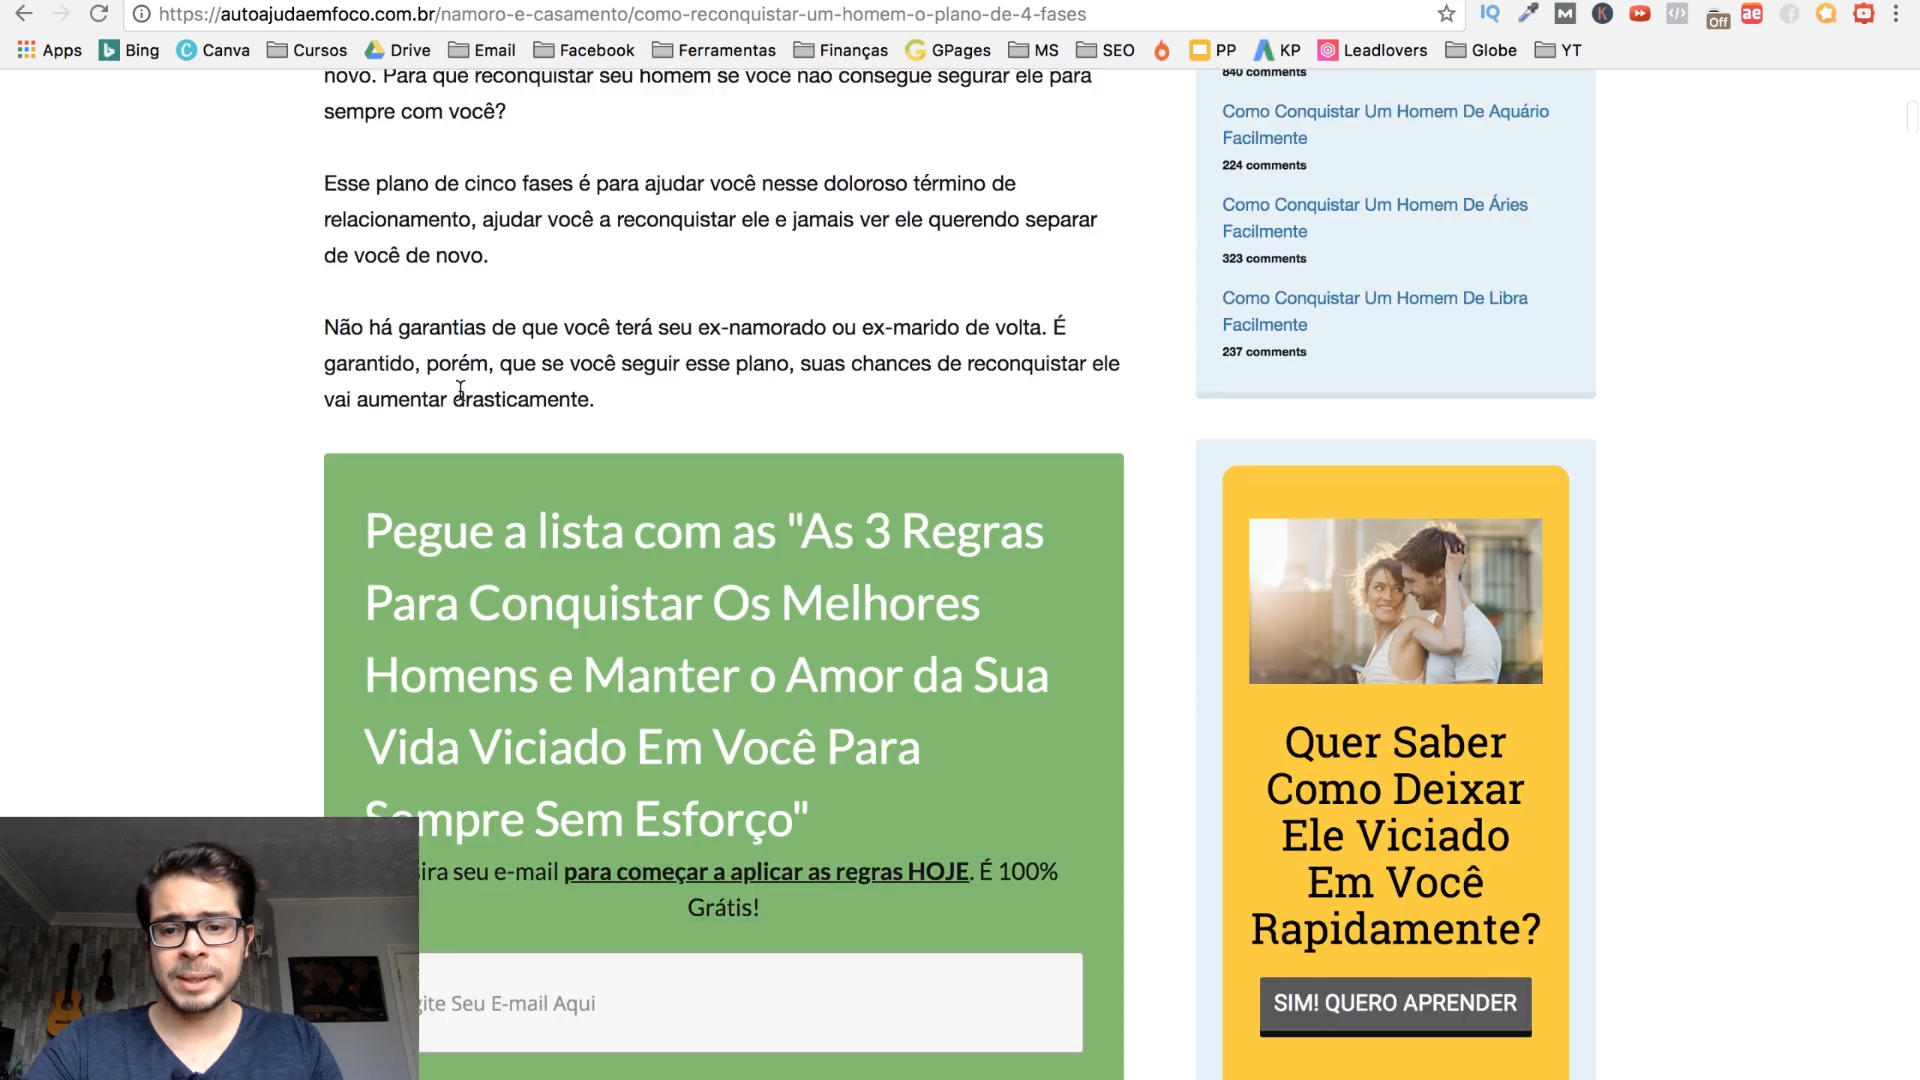 https://autoajudaemfoco.com.br/namoro-e-casamento/como-reconquistar-um-homem-o-plano-de-4-fases
IQ M K Off ae
Apps Bing Canva Cursos Drive Email Facebook Ferramentas Finanças GPages MS SEO PP KP Leadlovers Globe YT
novo. Para que reconquistar seu homem se você não consegue segurar ele para
sempre com você?
Esse plano de cinco fases é para ajudar você nesse doloroso término de
relacionamento, ajudar você a reconquistar ele e jamais ver ele querendo separar
de você de novo.
Não há garantias de que você terá seu ex-namorado ou ex-marido de volta. É
garantido, porém, que se você seguir esse plano, suas chances de reconquistar ele
vai aumentar drasticamente.
Pegue a lista com as "As 3 Regras
Para Conquistar Os Melhores
Homens e Manter o Amor da Sua
Vida Viciado Em Você Para
Sempre Sem Esforço"
ira seu e-mail para começar a aplicar as regras HOJE. É 100%
Grátis!
gite Seu E-mail Aqui
840 comments
Como Conquistar Um Homem De Aquário
Facilmente
224 comments
Como Conquistar Um Homem De Áries
Facilmente
323 comments
Como Conquistar Um Homem De Libra
Facilmente
237 comments
Quer Saber
Como Deixar
Ele Viciado
Em Você
Rapidamente?
SIM! QUERO APRENDER